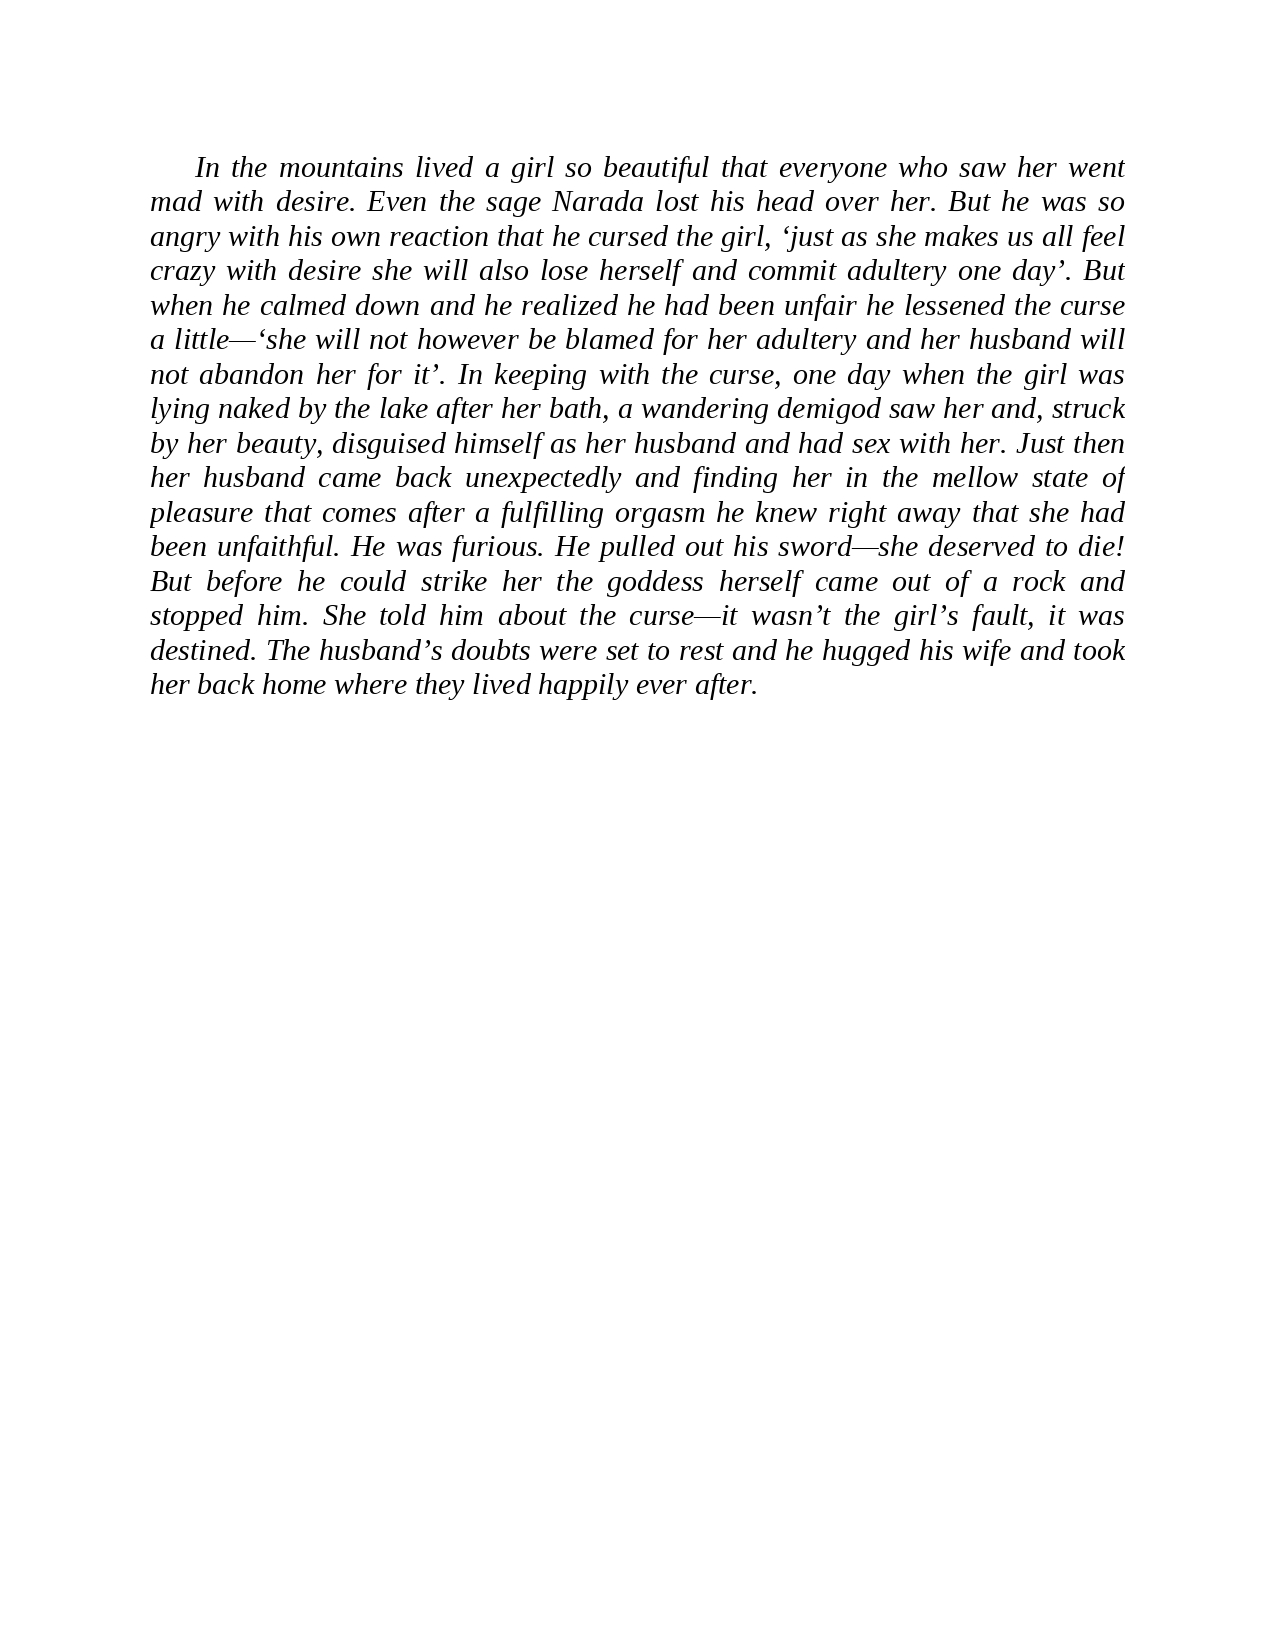 In the mountains lived a girl so beautiful that everyone who saw her went
mad with desire. Even the sage Narada lost his head over her. But he was so
angry with his own reaction that he cursed the girl, ‘just as she makes us all feel
crazy with desire she will also lose herself and commit adultery one day’. But
when he calmed down and he realized he had been unfair he lessened the curse
a little—‘she will not however be blamed for her adultery and her husband will
not abandon her for it’. In keeping with the curse, one day when the girl was
lying naked by the lake after her bath, a wandering demigod saw her and, struck
by her beauty, disguised himself as her husband and had sex with her. Just then
her husband came back unexpectedly and finding her in the mellow state of
pleasure that comes after a fulfilling orgasm he knew right away that she had
been unfaithful. He was furious. He pulled out his sword—she deserved to die!
But before he could strike her the goddess herself came out of a rock and
stopped him. She told him about the curse—it wasn’t the girl’s fault, it was
destined. The husband’s doubts were set to rest and he hugged his wife and took
her back home where they lived happily ever after.